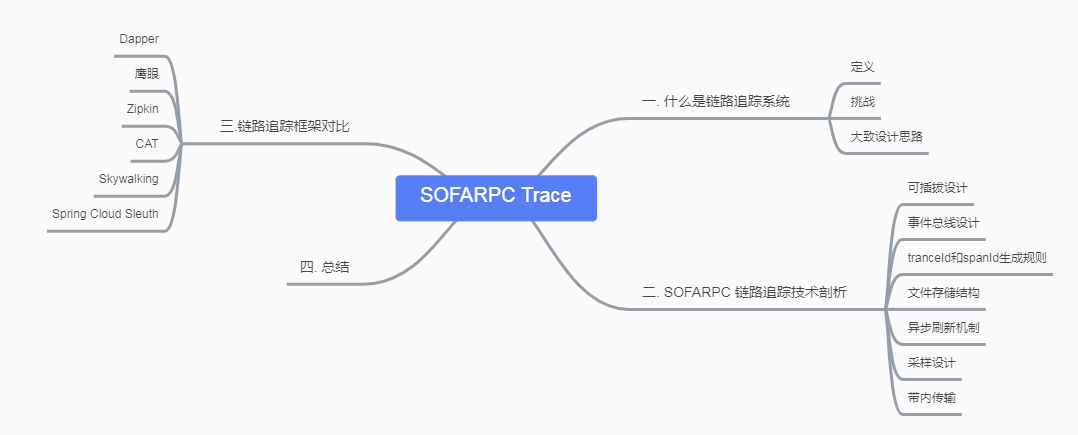 SOFARPC Trace
一. 什么是链路追踪系统
定义
挑战
大致设计思路
二. SOFARPC 链路追踪技术剖析
可插拔设计
事件总线设计
tranceId和spanId生成规则
文件存储结构
异步刷新机制
采样设计
带内传输
三.链路追踪框架对比
Dapper
鹰眼
Zipkin
CAT
Skywalking
Spring Cloud Sleuth
四. 总结